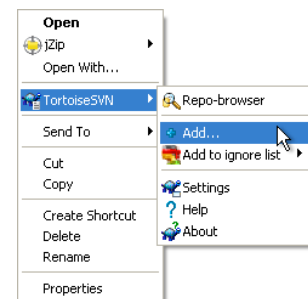 Open
jZip
Open With...
TortoiseSVN
Send To
Cut
Copy
Create Shortcut
Delete
Rename
Properties
Repo-browser
Add...
Add to ignore list
Settings
Help
About